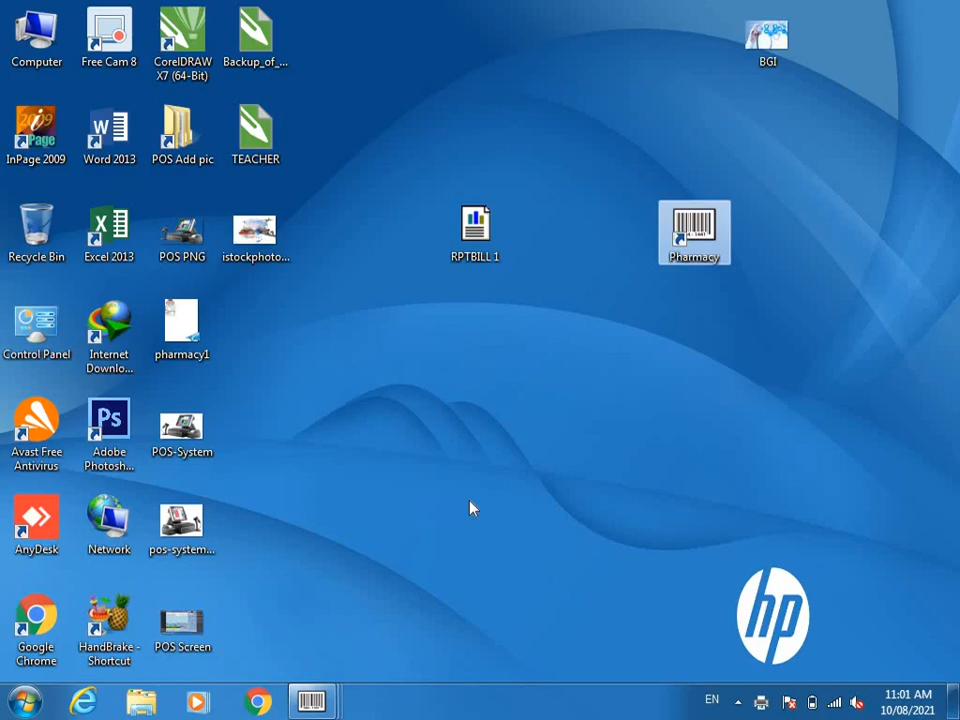 Computer
Free Cam 8
CorelDRAW
X7 (64-Bit)
Backup_of_...
BGI
2009
Page
InPage 2009
W
Word 2013
POS Add pic
TEACHER
Recycle Bin
X
Excel 2013
POS PNG
istockphoto...
RPTBILL 1
Pharmacy
Control Panel
Internet
Downlo...
pharmacy1
Avast Free
Antivirus
Ps
Adobe
Photosh...
POS-System
AnyDesk
Network
pos-system...
Google
Chrome
HandBrake -
Shortcut
POS Screen
hp
EN
11:01 AM
10/08/2021